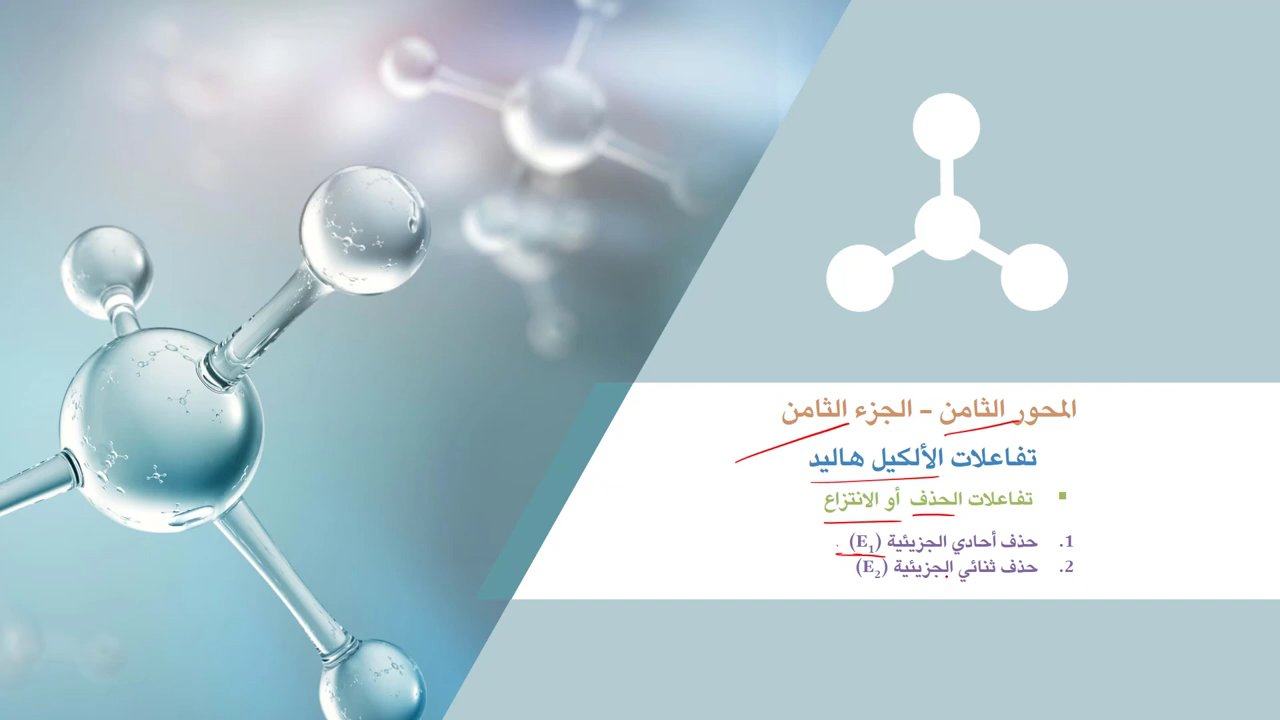 المحور الثامن – الجزء الثامن
تفاعلات الألكيل هاليد
▪ تفاعلات الحذف أو الانتزاع
1. حذف أحادي الجزيئية (E₁)
2. حذف ثنائي الجزيئية (E₂)